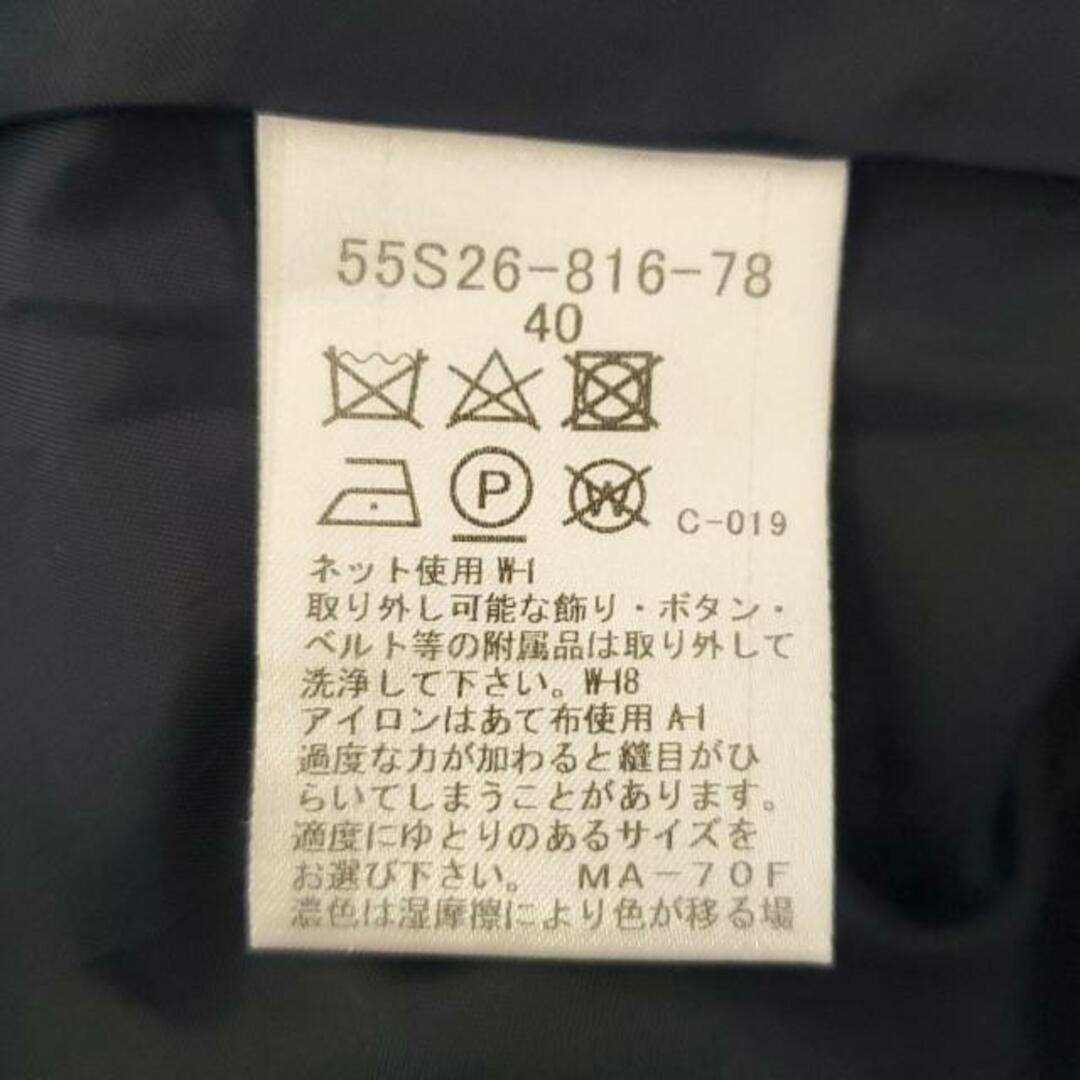 55S26-816-78
40
P W C-019
ネット使用 W-1
取り外し可能な飾り・ボタン・
ベルト等の附属品は取り外して
洗浄して下さい。W-18
アイロンはあて布使用 A-1
過度な力が加わると縫目がひ
らいてしまうことがあります。
適度にゆとりのあるサイズを
お選び下さい。 MA-70F
濃色は湿摩擦により色が移る場